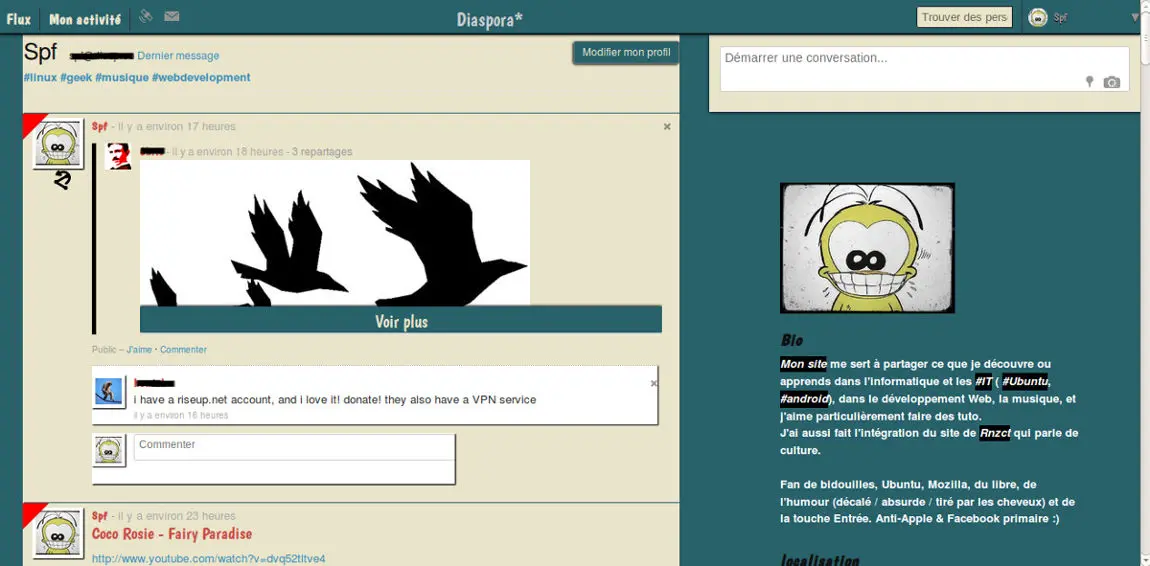 Flux Mon activité Diaspora* Trouver des pers Spf
Spf Dernier message Modifier mon profil
#linux #geek #musique #webdevelopment
Spf - il y a environ 17 heures
- il y a environ 18 heures - 3 repartages
Voir plus
Public – J'aime · Commenter
i have a riseup.net account, and i love it! donate! they also have a VPN service
il y a environ 16 heures
Commenter
Spf - il y a environ 23 heures
Coco Rosie - Fairy Paradise
http://www.youtube.com/watch?v=dvq52tItve4
Démarrer une conversation...
Bio
Mon site me sert à partager ce que je découvre ou
apprends dans l'informatique et les #IT ( #Ubuntu,
#android), dans le développement Web, la musique, et
j'aime particulièrement faire des tuto.
J'ai aussi fait l'intégration du site de Rnzct qui parle de
culture.
Fan de bidouilles, Ubuntu, Mozilla, du libre, de
l'humour (décalé / absurde / tiré par les cheveux) et de
la touche Entrée. Anti-Apple & Facebook primaire :)
localisation